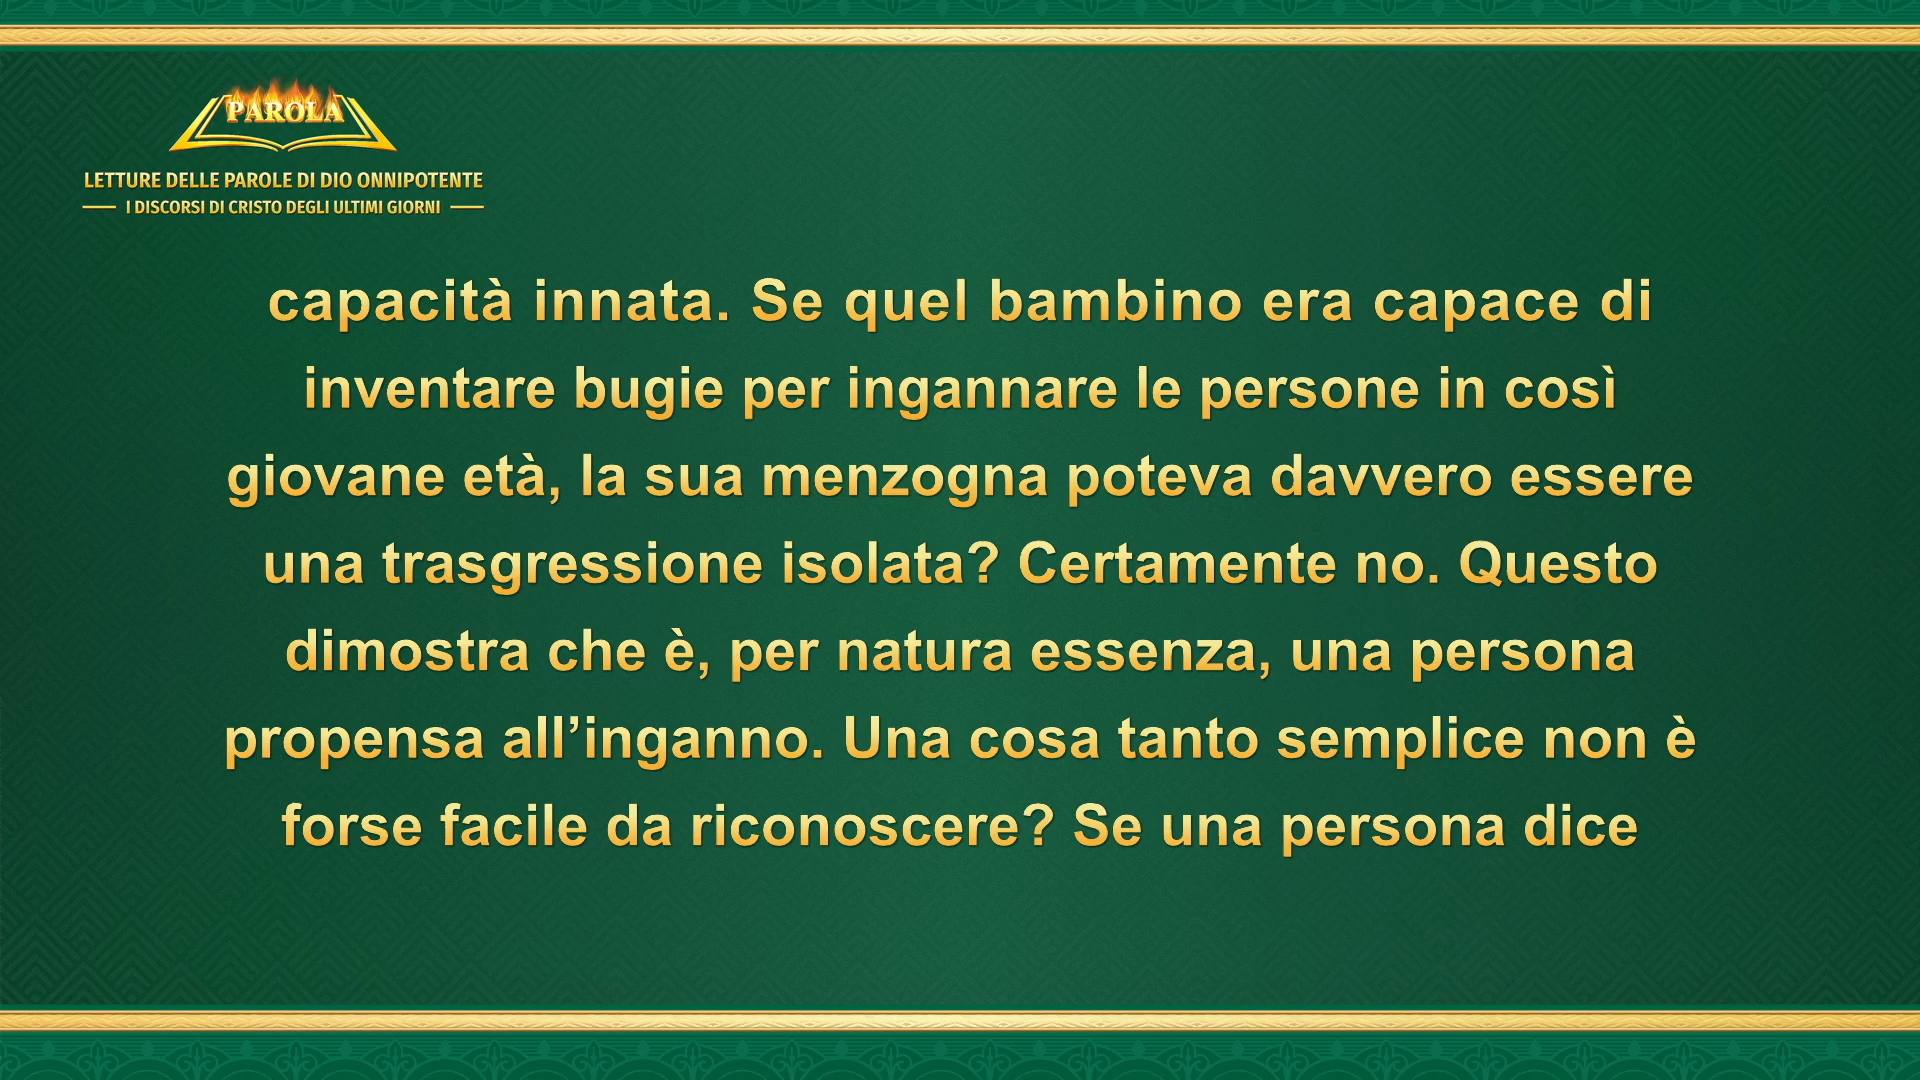 PAROLA
LETTURE DELLE PAROLE DI DIO ONNIPOTENTE
I DISCORSI DI CRISTO DEGLI ULTIMI GIORNI
capacità innata. Se quel bambino era capace di
inventare bugie per ingannare le persone in così
giovane età, la sua menzogna poteva davvero essere
una trasgressione isolata? Certamente no. Questo
dimostra che è, per natura essenza, una persona
propensa all’inganno. Una cosa tanto semplice non è
forse facile da riconoscere? Se una persona dice